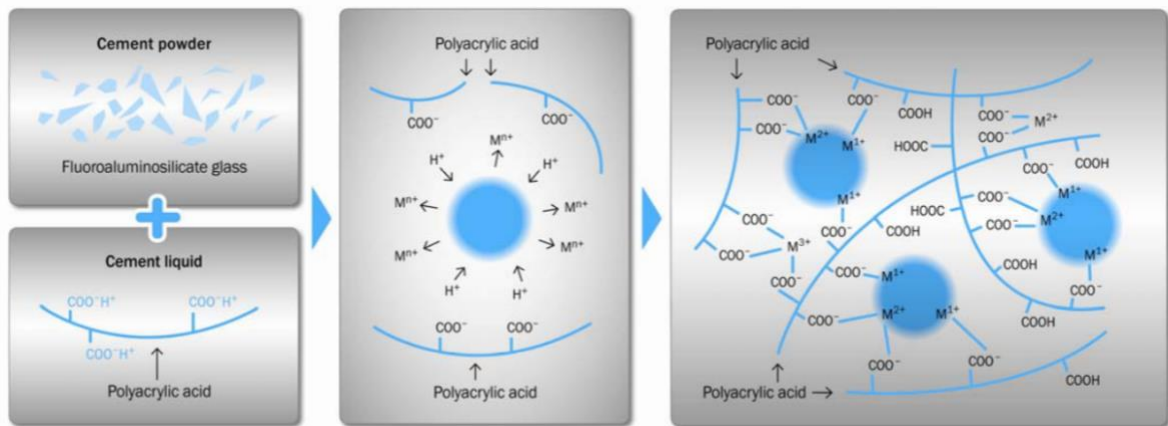 Cement powder
Fluoroaluminosilicate glass
Cement liquid
COO⁻H⁺
COO⁻H⁺
COO⁻H⁺
Polyacrylic acid
Polyacrylic acid
COO⁻
COO⁻
Mⁿ⁺
H⁺
H⁺
Mⁿ⁺
Mⁿ⁺
Mⁿ⁺
Mⁿ⁺
H⁺
H⁺
COO⁻
COO⁻
Polyacrylic acid
Polyacrylic acid
COO⁻
COO⁻
COOH
COO⁻
M²⁺
COO⁻
COO⁻
M²⁺
M¹⁺
HOOC
COOH
COO⁻
M¹⁺
M¹⁺
COO⁻
HOOC
M²⁺
COO⁻
COO⁻
COOH
COO⁻
M³⁺
M¹⁺
COO⁻
COO⁻
M¹⁺
COOH
COO⁻
COO⁻
COO⁻
M²⁺
M¹⁺
COOH
COO⁻
COO⁻
COOH
Polyacrylic acid